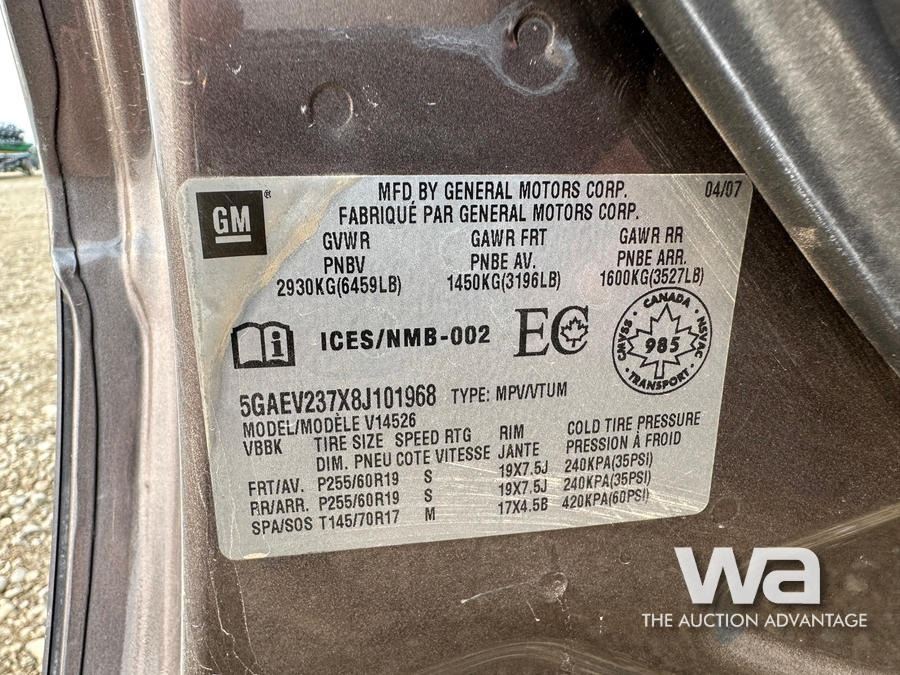 GM®
MFD BY GENERAL MOTORS CORP. 04/07
FABRIQUÉ PAR GENERAL MOTORS CORP.
GVWR GAWR FRT GAWR RR
PNBV PNBE AV. PNBE ARR.
2930KG(6459LB) 1450KG(3196LB) 1600KG(3527LB)
i ICES/NMB-002 EC
CANADA
NSVAC
985
TRANSPORT
SSVAC
5GAEV237X8J101968 TYPE: MPV/VTUM
MODEL/MODÈLE V14526
VBBK TIRE SIZE SPEED RTG RIM COLD TIRE PRESSURE
DIM. PNEU COTE VITESSE JANTE PRESSION À FROID
FRT/AV. P255/60R19 S 19X7.5J 240KPA(35PSI)
RR/ARR. P255/60R19 S 19X7.5J 240KPA(35PSI)
SPA/SOS T145/70R17 M 17X4.5B 420KPA(60PSI)
wa
THE AUCTION ADVANTAGE